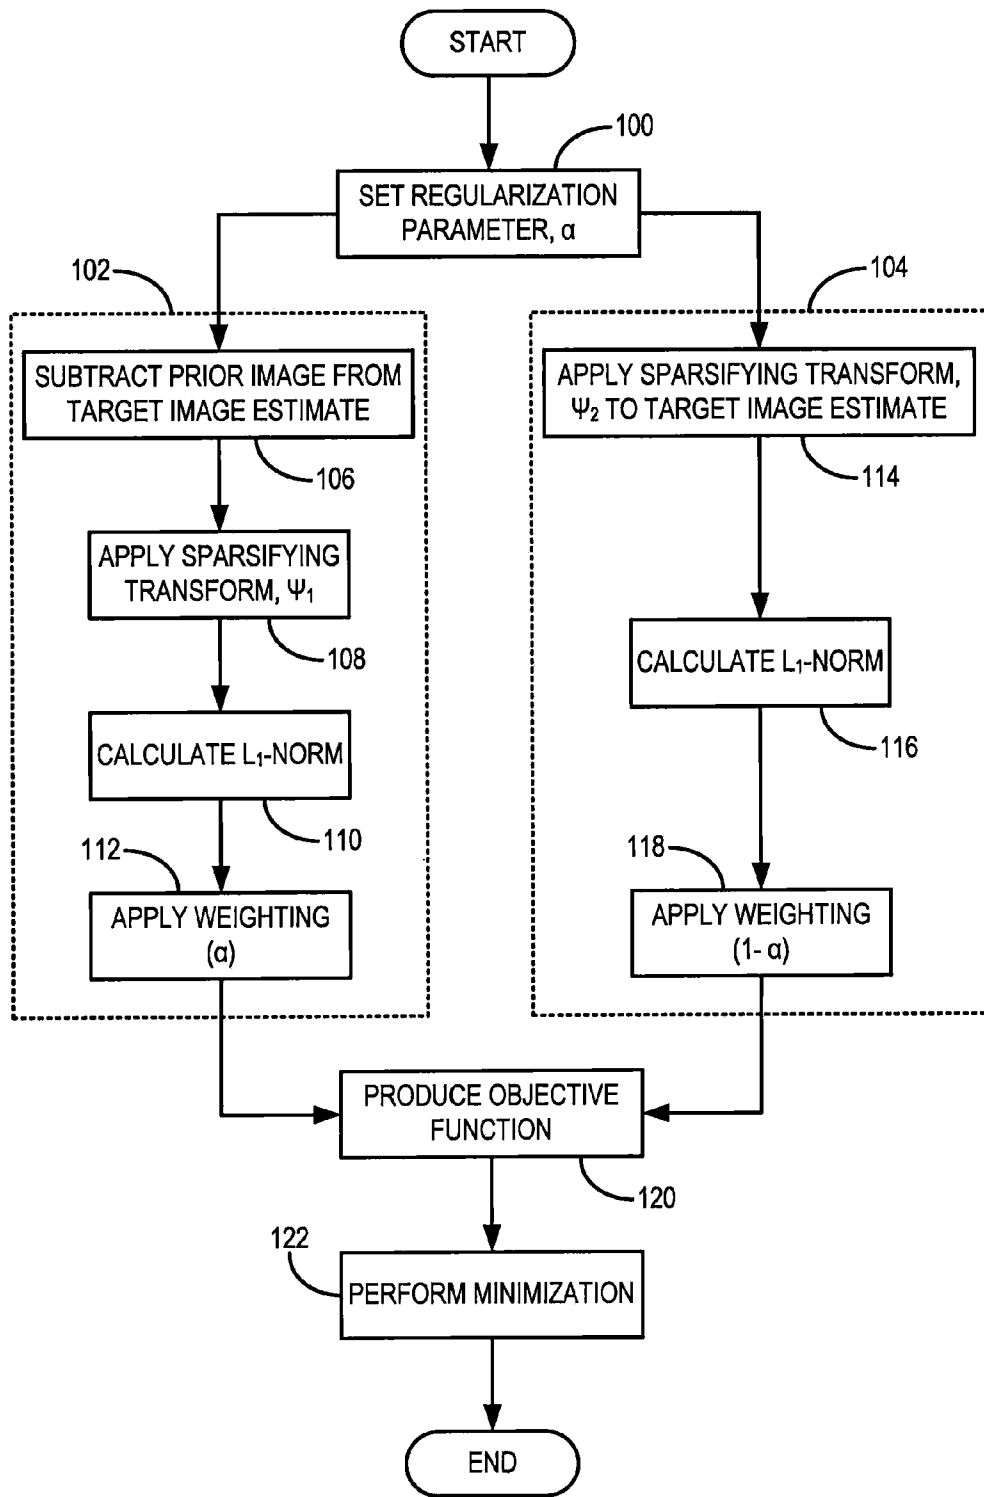 START
100
SET REGULARIZATION
PARAMETER, α
102
104
SUBTRACT PRIOR IMAGE FROM
TARGET IMAGE ESTIMATE
106
APPLY SPARSIFYING
TRANSFORM, Ψ₁
108
CALCULATE L₁-NORM
110
112
APPLY WEIGHTING
(α)
APPLY SPARSIFYING TRANSFORM,
Ψ₂ TO TARGET IMAGE ESTIMATE
114
CALCULATE L₁-NORM
116
118
APPLY WEIGHTING
(1- α)
PRODUCE OBJECTIVE
FUNCTION
120
122
PERFORM MINIMIZATION
END